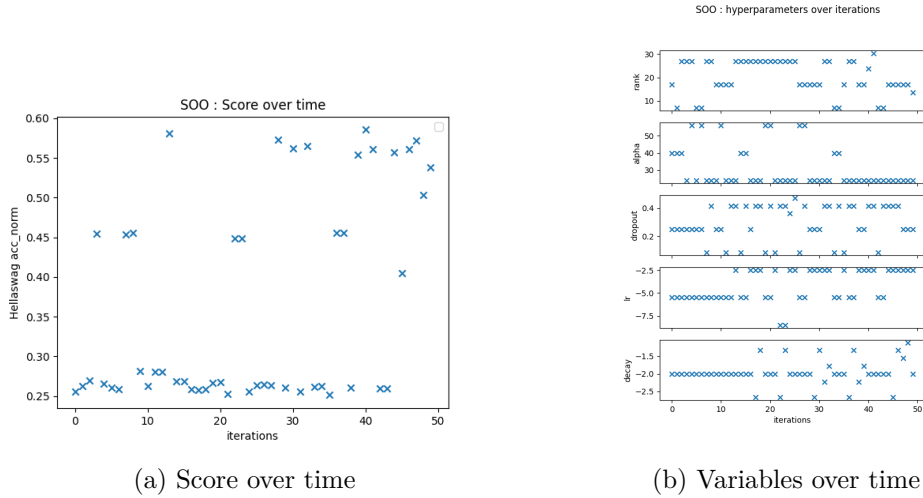 SOO : hyperparameters over iterations
SOO : Score over time
0.60
0.55
0.50
0.45
0.40
0.35
0.30
0.25
Hellaswag acc_norm
0 10 20 30 40 50
iterations
30
20
10
rank
50
30
alpha
0.4
0.2
dropout
−2.5
−5.0
−7.5
lr
−1.5
−2.0
−2.5
decay
0 10 20 30 40 50
iterations
(a) Score over time
(b) Variables over time